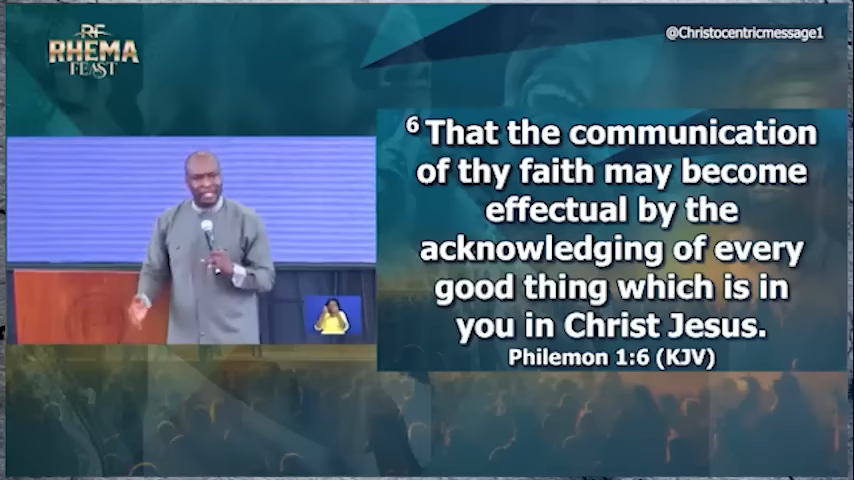 RF
RHEMA
FEAST
@Christocentricmessage1
6 That the communication
of thy faith may become
effectual by the
acknowledging of every
good thing which is in
you in Christ Jesus.
Philemon 1:6 (KJV)